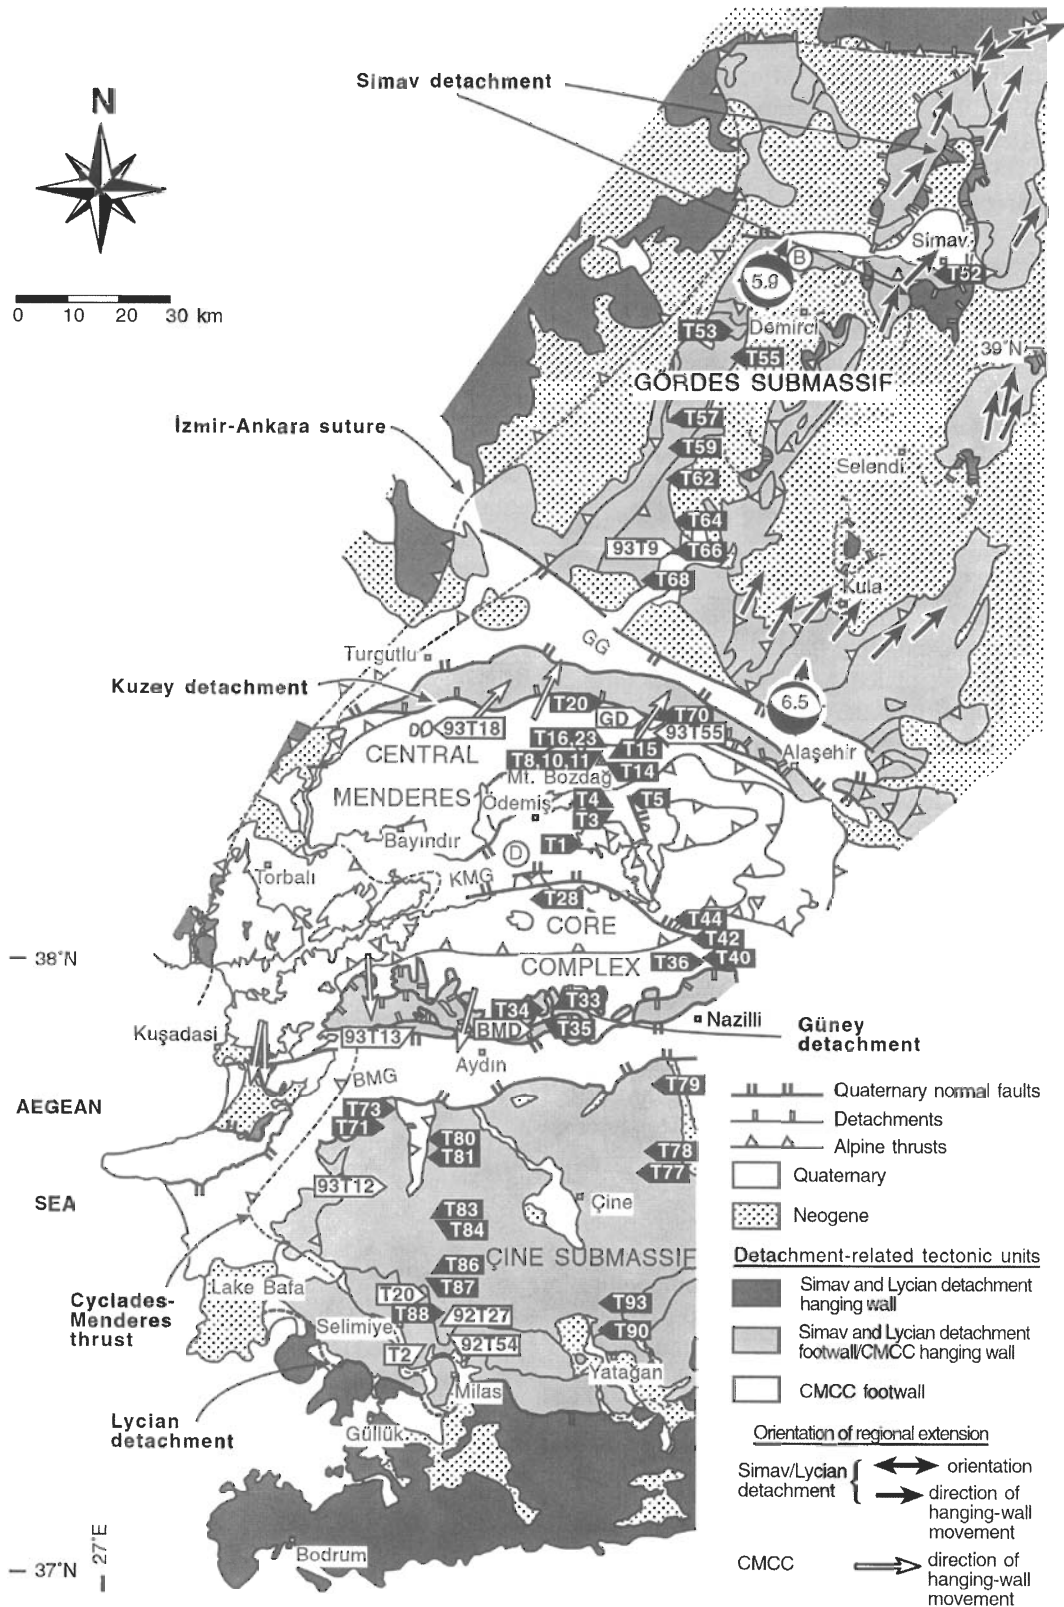 Simav detachment
N
0 10 20 30 km
Simav
B
5.9
T52
T53
Demirci
39°N
T55
GÖRDES SUBMASSIF
T57
İzmir-Ankara suture
T59
Selendi
T62
T64
93T9
T66
T68
Kula
GG
Turgutlu
Kuzey detachment
6.5
T20
GD
T70
93T18
93T55
T16,23
T15
CENTRAL
T8,10,11
Alaşehir
Mt. Bozdağ
T14
MENDERES
Ödemiş
T4
T5
T3
Bayındır
T1
D
Torbalı
KMG
T28
CORE
T44
T42
38°N
COMPLEX
T36
T40
T33
T34
Nazilli
Kuşadasi
93T13
BMD
T35
Güney
detachment
Aydın
BMG
T79
Quaternary normal faults
AEGEAN
T73
Detachments
T71
T80
Alpine thrusts
T81
T78
T77
Quaternary
93T12
SEA
Çine
T83
Neogene
T84
ÇINE SUBMASSIF
Detachment-related tectonic units
T86
Lake Bafa
T87
Simav and Lycian detachment
hanging wall
T20
T93
Cyclades-
Menderes
thrust
Selimiye
T88
92T27
T90
Simav and Lycian detachment
footwall/CMCC hanging wall
92T54
T2
Yatağan
Milas
CMCC footwall
Lycian
detachment
Güllük
Orientation of regional extension
Simav/Lycian
detachment
orientation
direction of
hanging-wall
movement
27°E
Bodrum
CMCC
direction of
hanging-wall
movement
37°N